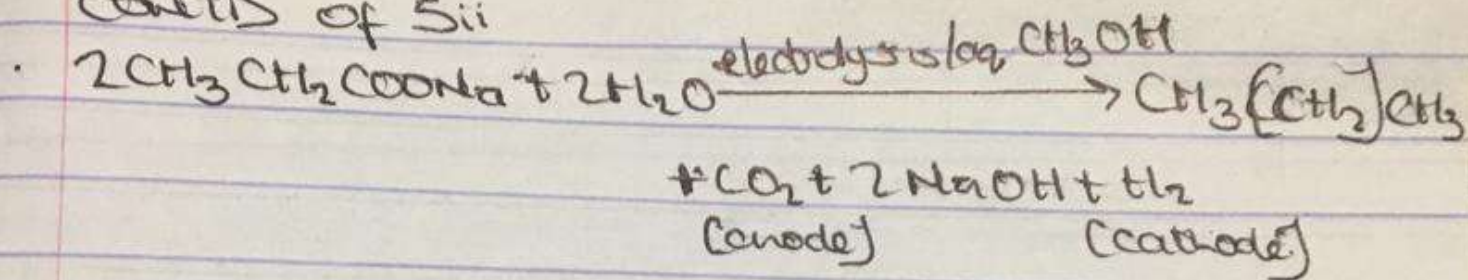 of Sii
. 2CH₃CH₂COONa + 2H₂O electrolysis/aq CH₃OH → CH₃[CH₂]CH₃
+ CO₂ + 2NaOH + H₂
(anode) (cathode)